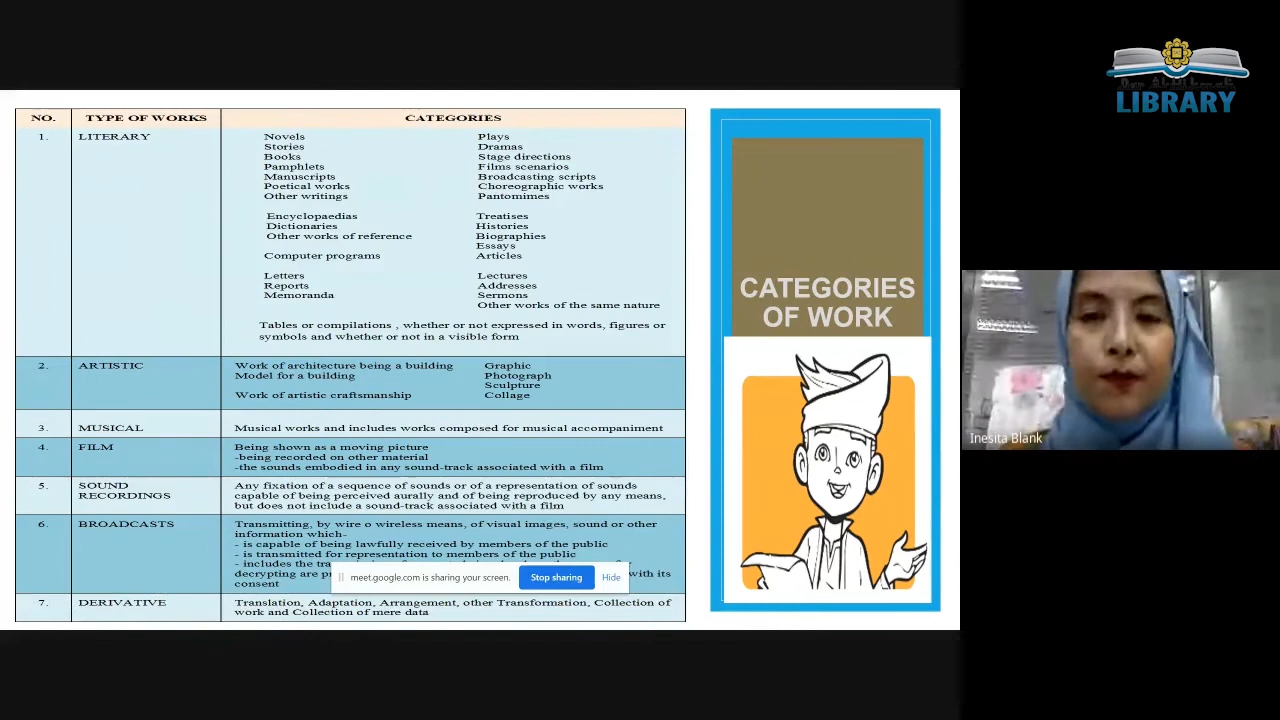 NO. TYPE OF WORKS CATEGORIES
1. LITERARY
Novels Plays
Stories Dramas
Books Stage directions
Pamphlets Films scenarios
Manuscripts Broadcasting scripts
Poetical works Choreographic works
Other writings Pantomimes
Encyclopaedias Treatises
Dictionaries Histories
Other works of reference Biographies
Essays
Computer programs Articles
Letters Lectures
Reports Addresses
Memoranda Sermons
Other works of the same nature
Tables or compilations , whether or not expressed in words, figures or
symbols and whether or not in a visible form
2. ARTISTIC
Work of architecture being a building Graphic
Model for a building Photograph
Sculpture
Work of artistic craftsmanship Collage
3. MUSICAL Musical works and includes works composed for musical accompaniment
4. FILM Being shown as a moving picture
-being recorded on other material
-the sounds embodied in any sound-track associated with a film
5. SOUND RECORDINGS
Any fixation of a sequence of sounds or of a representation of sounds
capable of being perceived aurally and of being reproduced by any means,
but does not include a sound-track associated with a film
6. BROADCASTS Transmitting, by wire o wireless means, of visual images, sound or other
information which-
- is capable of being lawfully received by members of the public
- is transmitted for representation to members of the public
- includes the
decrypting are with its
consent
7. DERIVATIVE Translation, Adaptation, Arrangement, other Transformation, Collection of
work and Collection of mere data
meet.google.com is sharing your screen. Stop sharing Hide
CATEGORIES
OF WORK
LIBRARY
Inesita Blank